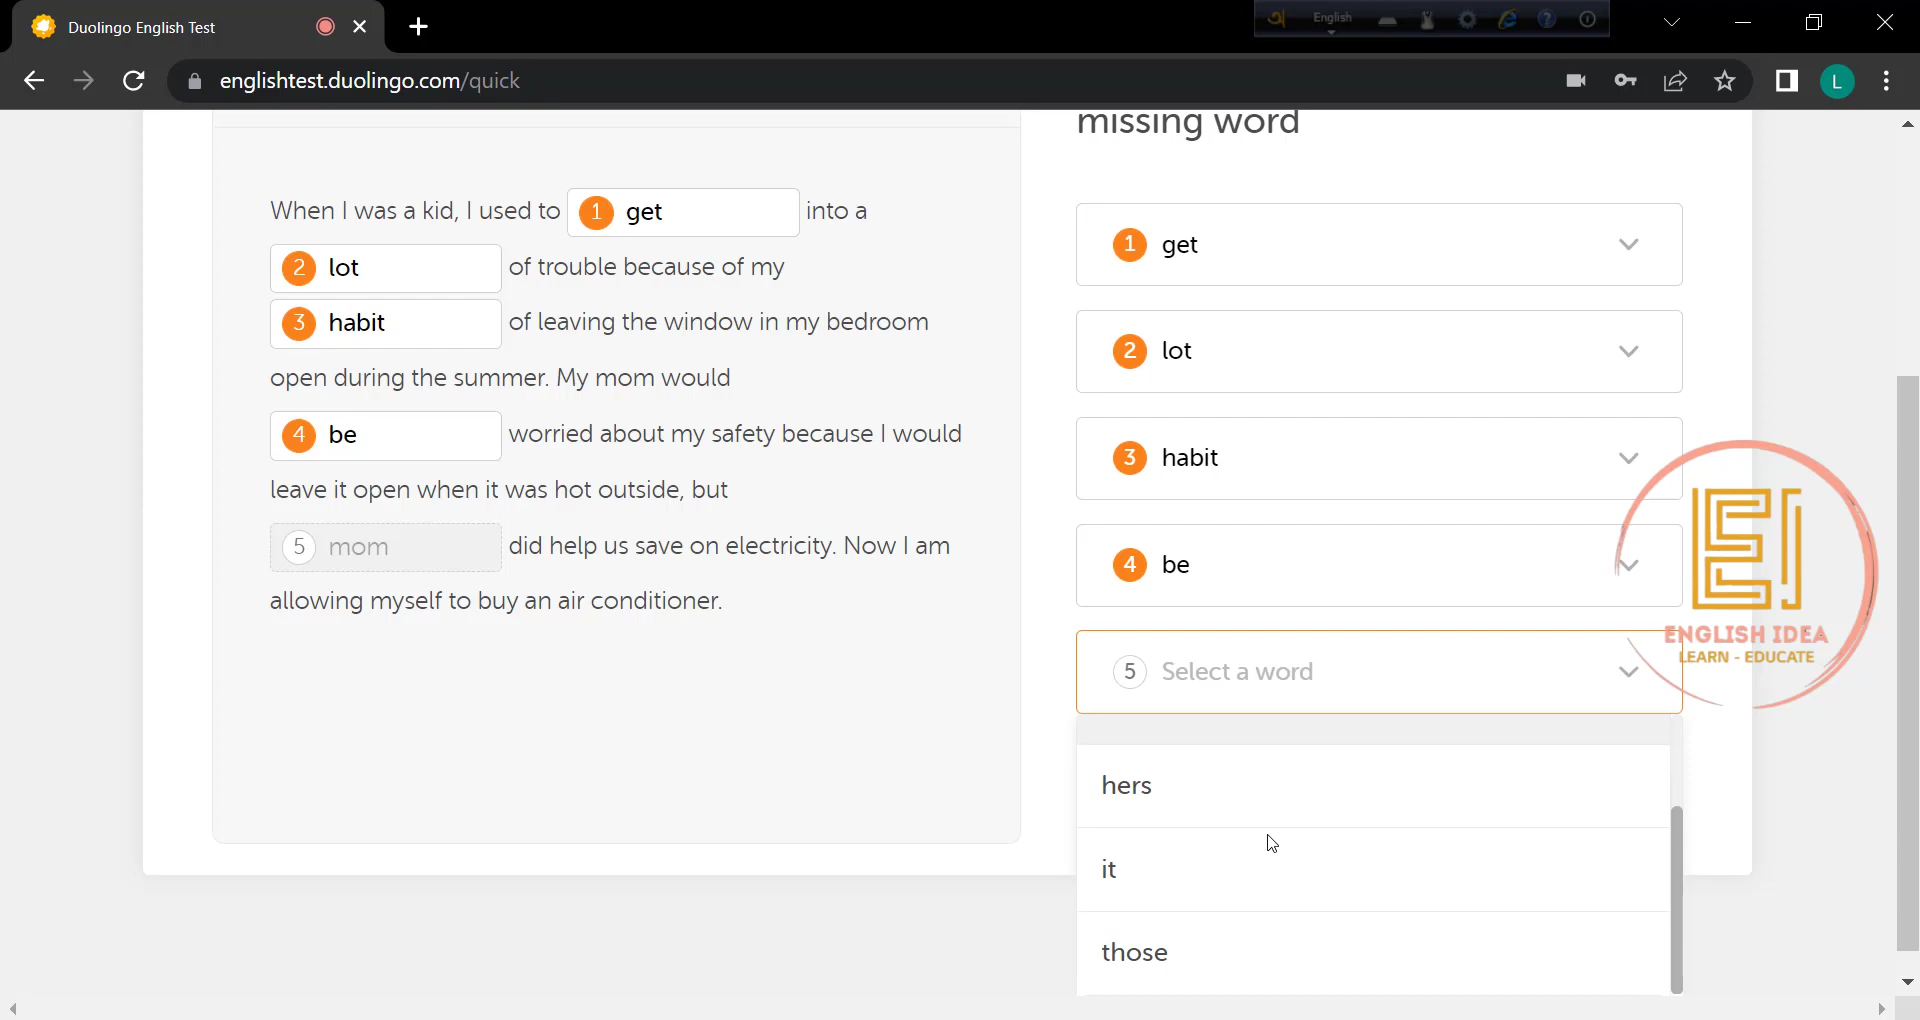 Duolingo English Test
English
englishtest.duolingo.com/quick
L
missing word
When I was a kid, I used to 1 get into a
2 lot of trouble because of my
3 habit of leaving the window in my bedroom
open during the summer. My mom would
4 be worried about my safety because I would
leave it open when it was hot outside, but
5 mom did help us save on electricity. Now I am
allowing myself to buy an air conditioner.
1 get
2 lot
3 habit
4 be
5 Select a word
hers
it
those
EI
ENGLISH IDEA
LEARN - EDUCATE